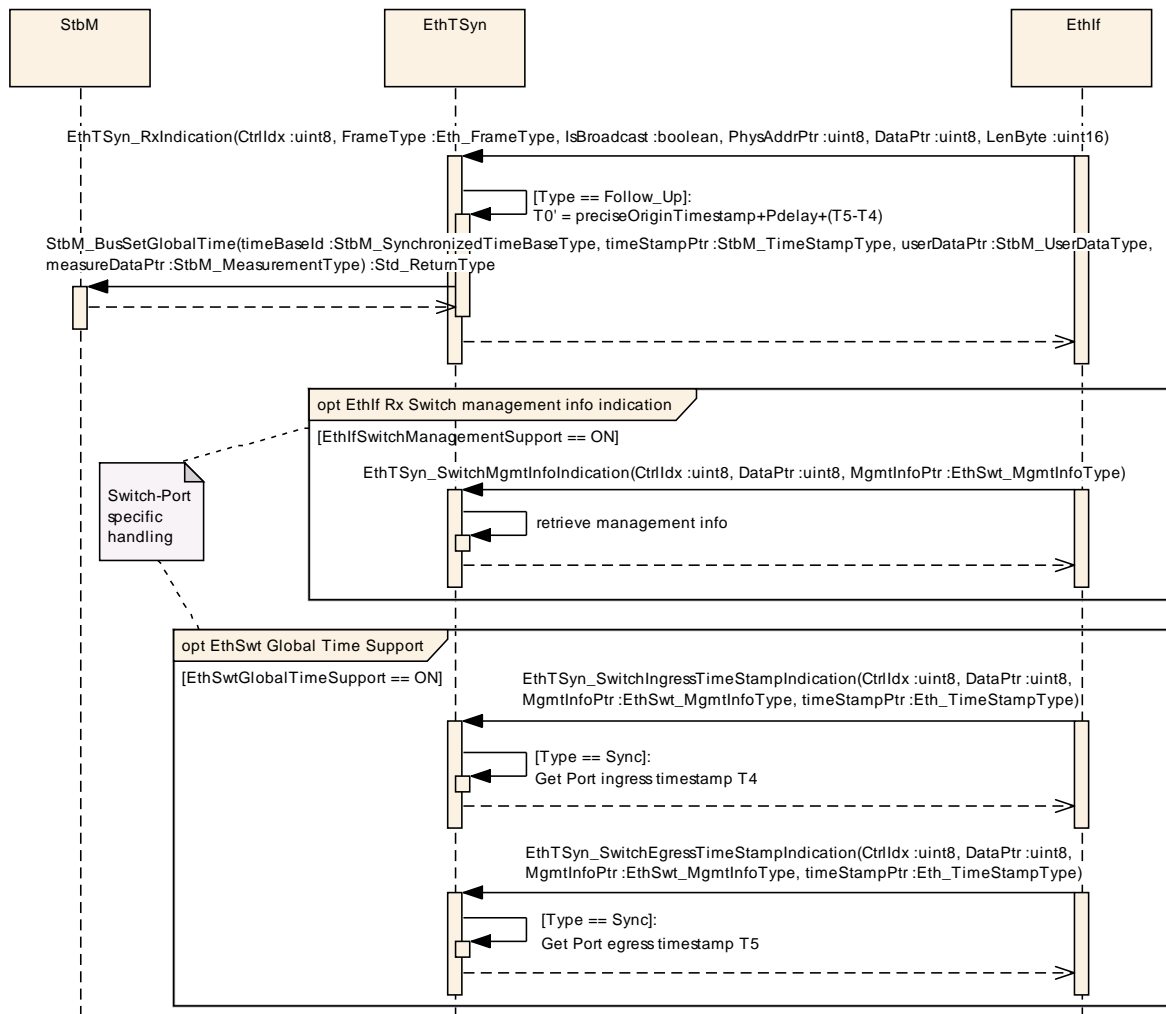 StbM
EthTSyn
EthIf
EthTSyn_RxIndication(CtrlIdx :uint8, FrameType :Eth_FrameType, IsBroadcast :boolean, PhysAddrPtr :uint8, DataPtr :uint8, LenByte :uint16)
[Type == Follow_Up]:
T0' = preciseOriginTimestamp+Pdelay+(T5-T4)
StbM_BusSetGlobalTime(timeBaseId :StbM_SynchronizedTimeBaseType, timeStampPtr :StbM_TimeStampType, userDataPtr :StbM_UserDataType,
measureDataPtr :StbM_MeasurementType) :Std_ReturnType
opt EthIf Rx Switch management info indication
[EthIfSwitchManagementSupport == ON]
EthTSyn_SwitchMgmtInfoIndication(CtrlIdx :uint8, DataPtr :uint8, MgmtInfoPtr :EthSwt_MgmtInfoType)
Switch-Port
specific
handling
retrieve management info
opt EthSwt Global Time Support
[EthSwtGlobalTimeSupport == ON]
EthTSyn_SwitchIngressTimeStampIndication(CtrlIdx :uint8, DataPtr :uint8,
MgmtInfoPtr :EthSwt_MgmtInfoType, timeStampPtr :Eth_TimeStampType)
[Type == Sync]:
Get Port ingress timestamp T4
EthTSyn_SwitchEgressTimeStampIndication(CtrlIdx :uint8, DataPtr :uint8,
MgmtInfoPtr :EthSwt_MgmtInfoType, timeStampPtr :Eth_TimeStampType)
[Type == Sync]:
Get Port egress timestamp T5